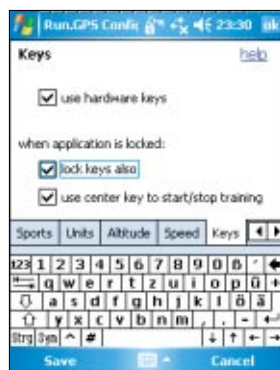 Run.GPS Config 23:30 ok
Keys help
use hardware keys
when application is locked:
lock keys also
use center key to start/stop training
Sports Units Altitude Speed Keys
123 1 2 3 4 5 6 7 8 9 0 ß ´
q w e r t z u i o p ü +
a s d f g h j k l ö ä
y x c v b n m , . -
Strg Sym ^ #
Save Cancel